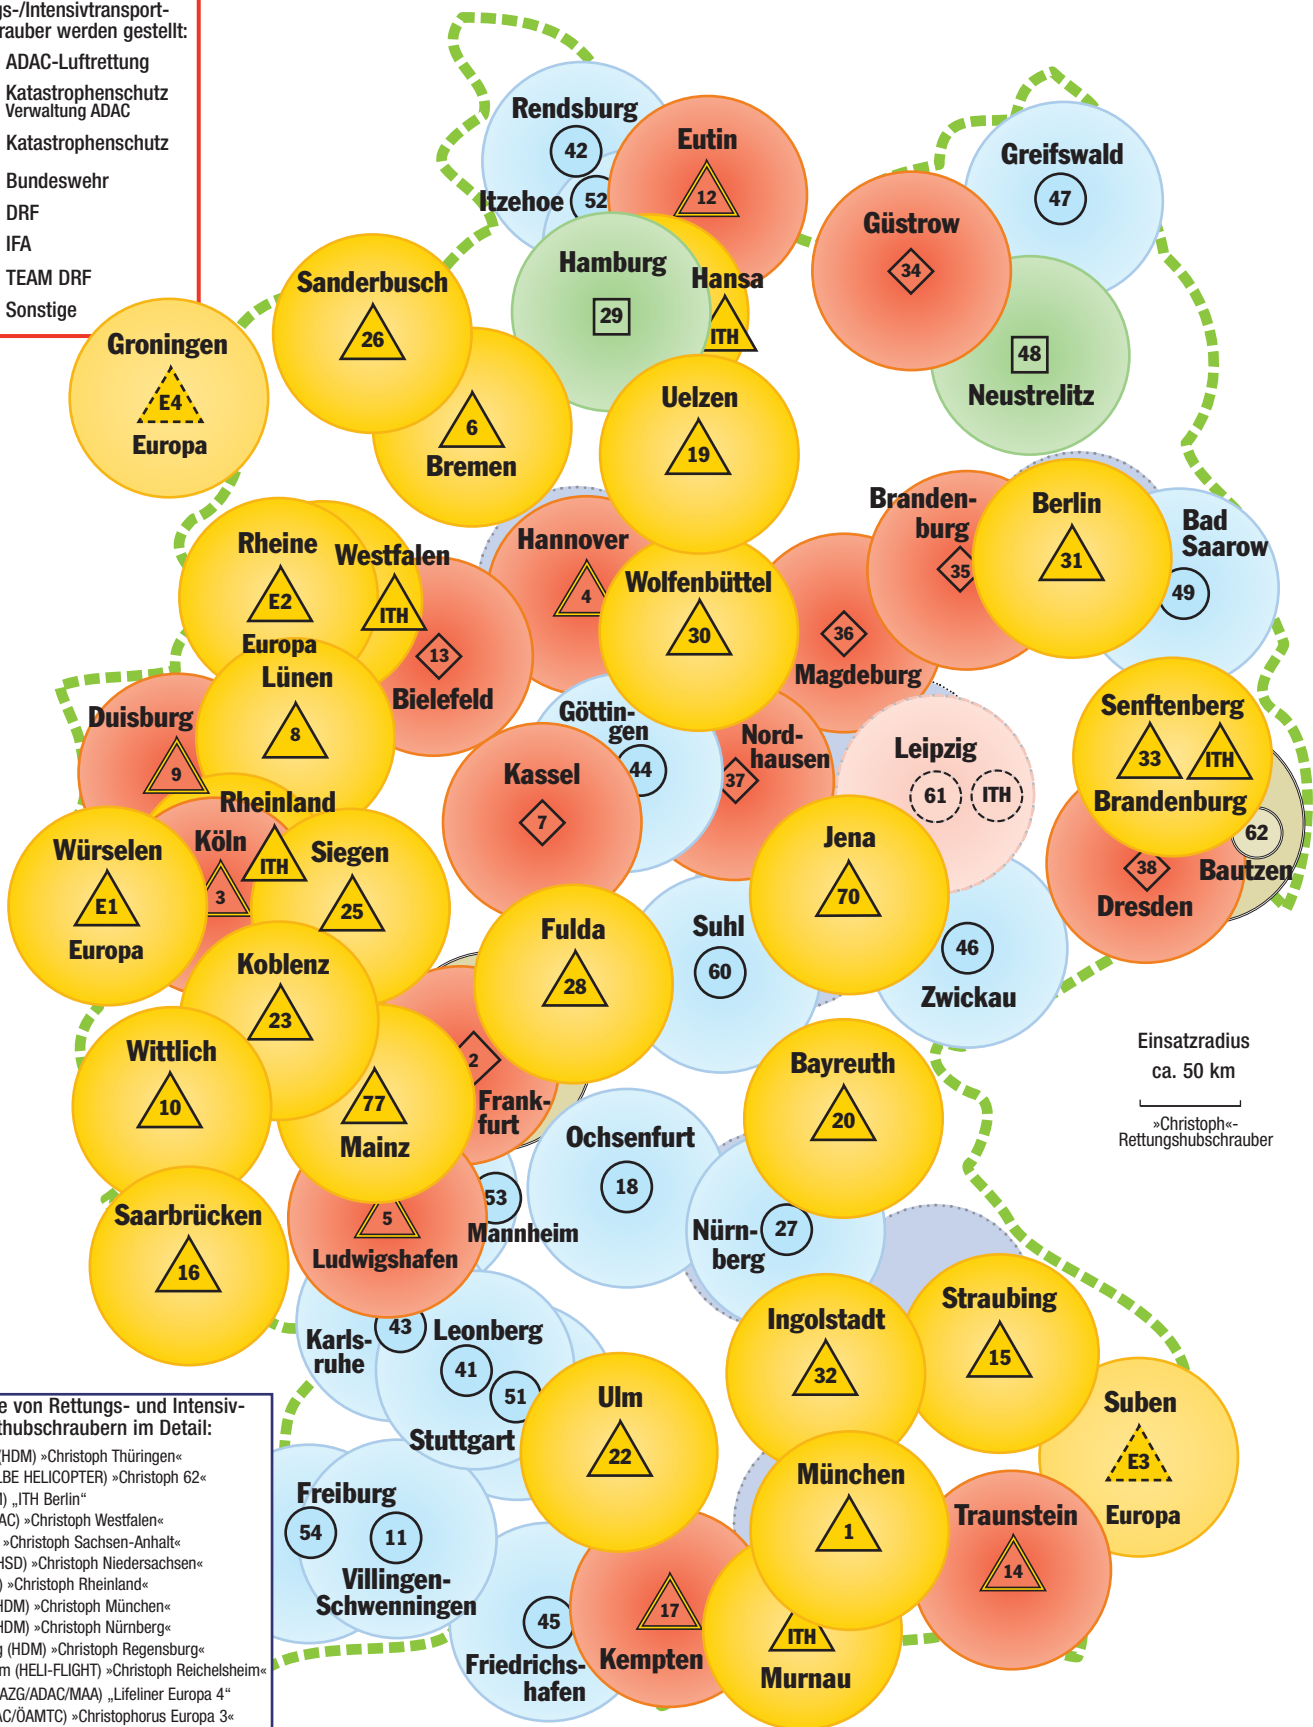 gs-/Intensivtransport-
rauber werden gestellt:
ADAC-Luftrettung
Katastrophenschutz
Verwaltung ADAC
Katastrophenschutz
Bundeswehr
DRF
IFA
TEAM DRF
Sonstige
Rendsburg
42
Itzehoe 52
Eutin
12
Greifswald
47
Güstrow
34
Hamburg
29
Hansa
ITH
Sanderbusch
26
Groningen
E4
Europa
48
Neustrelitz
Uelzen
19
6
Bremen
Berlin
31
Branden-
burg
35
Bad
Saarow
49
Rheine
E2
Europa
Westfalen
ITH
Hannover
4
Wolfenbüttel
30
36
Magdeburg
13
Bielefeld
Lünen
8
Duisburg
9
Göttin-
gen
44
Nord-
hausen
37
Leipzig
61
ITH
Senftenberg
33
ITH
Brandenburg
62
Bautzen
Kassel
7
Rheinland
ITH
Köln
3
Siegen
25
Würselen
E1
Europa
Jena
70
38
Dresden
Koblenz
23
Fulda
28
Suhl
60
46
Zwickau
Wittlich
10
77
Mainz
2
Frank-
furt
Bayreuth
20
Einsatzradius
ca. 50 km
»Christoph«-
Rettungshubschrauber
Ochsenfurt
18
53
Mannheim
5
Ludwigshafen
Saarbrücken
16
Nürn-
berg
27
Straubing
15
Ingolstadt
32
Karls-
ruhe
43
Leonberg
41
51
Stuttgart
Ulm
22
Suben
E3
Europa
München
1
Traunstein
14
Freiburg
54
11
Villingen-
Schwenningen
45
Friedrichs-
hafen
17
Kempten
ITH
Murnau
e von Rettungs- und Intensiv-
thubschraubern im Detail:
(HDM) »Christoph Thüringen«
LBE HELICOPTER) »Christoph 62«
M) „ITH Berlin“
AC) »Christoph Westfalen«
»Christoph Sachsen-Anhalt«
HSD) »Christoph Niedersachsen«
) »Christoph Rheinland«
HDM) »Christoph München«
HDM) »Christoph Nürnberg«
g (HDM) »Christoph Regensburg«
m (HELI-FLIGHT) »Christoph Reichelsheim«
AZG/ADAC/MAA) „Lifeliner Europa 4“
AC/ÖAMTC) »Christophorus Europa 3«